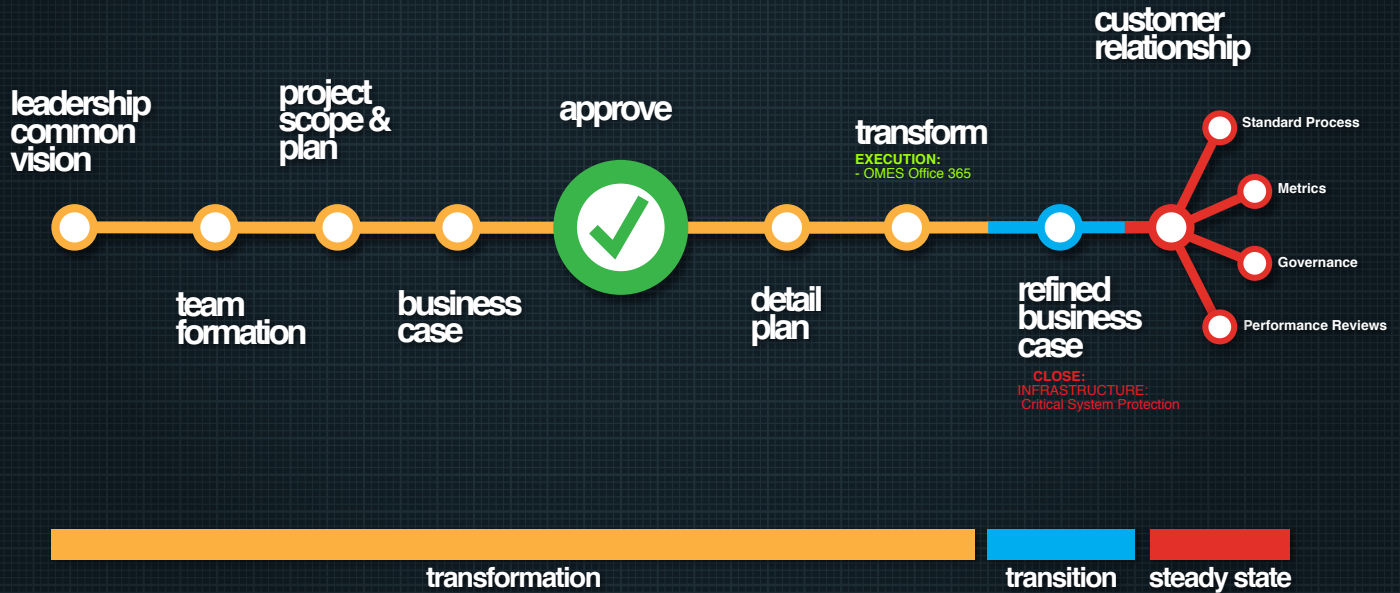 customer
relationship
leadership
common
vision
project
scope &
plan
approve
transform
EXECUTION:
- OMES Office 365
Standard Process
Metrics
Governance
Performance Reviews
team
formation
business
case
detail
plan
refined
business
case
CLOSE:
INFRASTRUCTURE:
Critical System Protection
transformation
transition
steady state